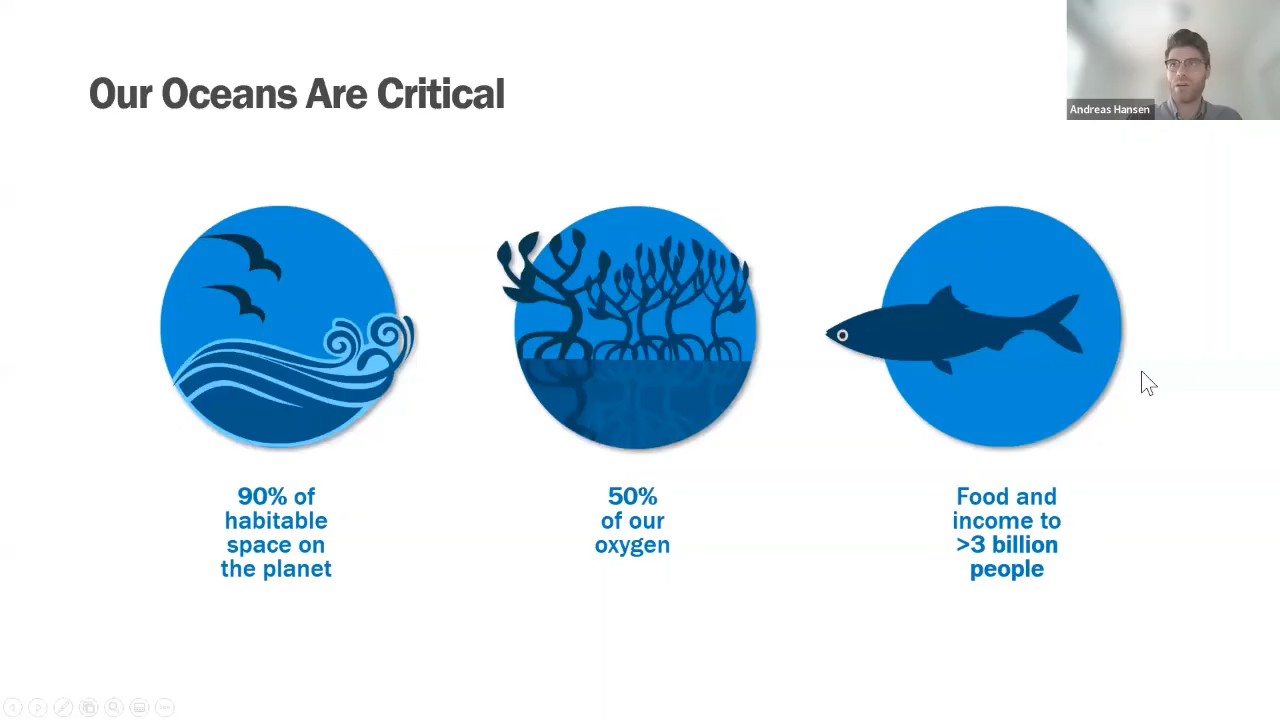 Our Oceans Are Critical
Andreas Hansen
90% of
habitable
space on
the planet
50%
of our
oxygen
Food and
income to
>3 billion
people